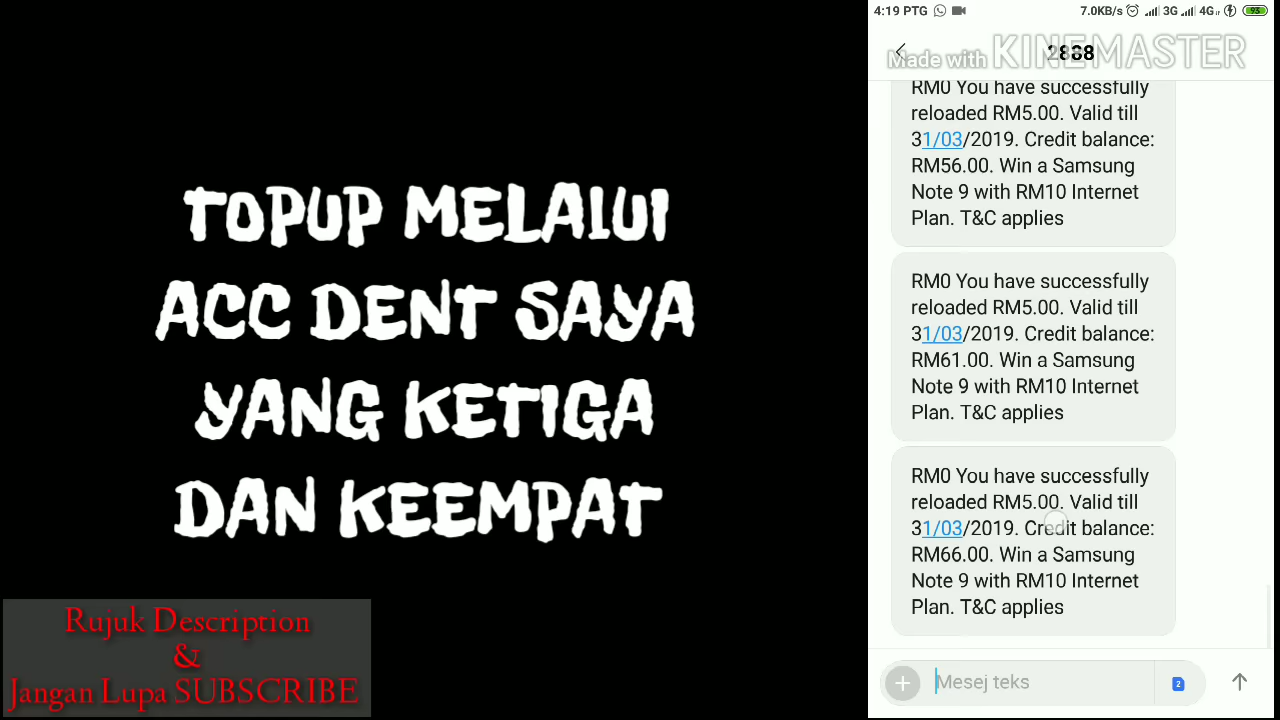 TOPUP MELALUI
ACC DENT SAYA
YANG KETIGA
DAN KEEMPAT
Rujuk Description
&
Jangan Lupa SUBSCRIBE
4:19 PTG
7.0KB/s 3G 4G 93
Made with KINEMASTER
2888
RM0 You have successfully
reloaded RM5.00. Valid till
31/03/2019. Credit balance:
RM56.00. Win a Samsung
Note 9 with RM10 Internet
Plan. T&C applies
RM0 You have successfully
reloaded RM5.00. Valid till
31/03/2019. Credit balance:
RM61.00. Win a Samsung
Note 9 with RM10 Internet
Plan. T&C applies
RM0 You have successfully
reloaded RM5.00. Valid till
31/03/2019. Credit balance:
RM66.00. Win a Samsung
Note 9 with RM10 Internet
Plan. T&C applies
Mesej teks
2